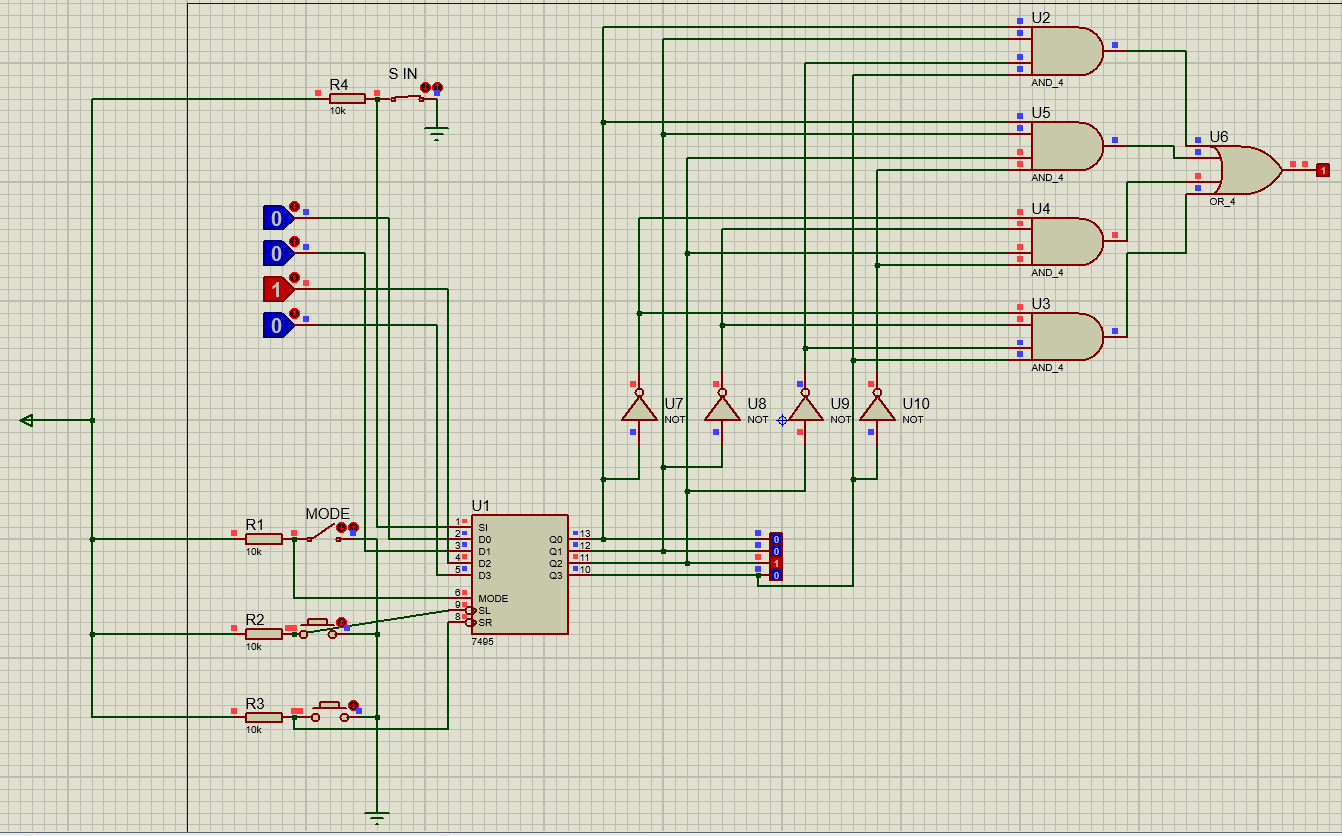 U2
AND_4
S IN
R4
10k
U5
AND_4
U6
1
OR_4
0
0
1
0
U4
AND_4
U3
AND_4
U7
NOT
U8
NOT
U9
NOT
U10
NOT
U1
MODE
R1
10k
1 SI
2 D0 Q0 13 0
3 D1 Q1 12 0
4 D2 Q2 11 1
5 D3 Q3 10 0
6 MODE
9 SL
8 SR
7495
R2
10k
R3
10k